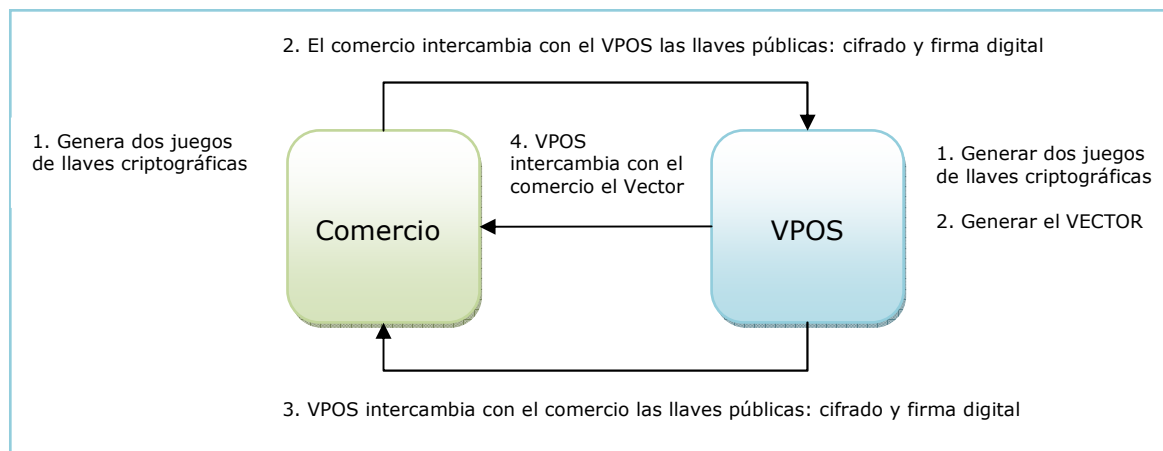 2. El comercio intercambia con el VPOS las llaves públicas: cifrado y firma digital
1. Genera dos juegos
de llaves criptográficas
4. VPOS
intercambia con el
comercio el Vector
1. Generar dos juegos
de llaves criptográficas
2. Generar el VECTOR
Comercio
VPOS
3. VPOS intercambia con el comercio las llaves públicas: cifrado y firma digital